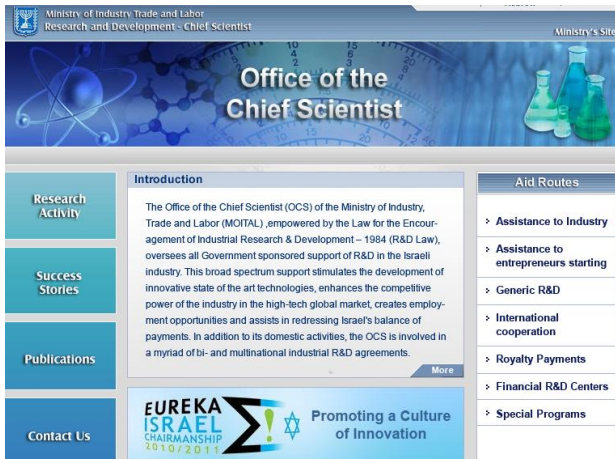 Ministry of Industry Trade and Labor
Research and Development - Chief Scientist
Ministry's Site
Office of the
Chief Scientist
Research
Activity
Success
Stories
Publications
Contact Us
Introduction
The Office of the Chief Scientist (OCS) of the Ministry of Industry,
Trade and Labor (MOITAL) ,empowered by the Law for the Encour-
agement of Industrial Research & Development – 1984 (R&D Law),
oversees all Government sponsored support of R&D in the Israeli
industry. This broad spectrum support stimulates the development of
innovative state of the art technologies, enhances the competitive
power of the industry in the high-tech global market, creates employ-
ment opportunities and assists in redressing Israel's balance of
payments. In addition to its domestic activities, the OCS is involved in
a myriad of bi- and multinational industrial R&D agreements.
More
EUREKA
ISRAEL
CHAIRMANSHIP
2010/2011
Promoting a Culture
of Innovation
Aid Routes
Assistance to Industry
Assistance to
entrepreneurs starting
Generic R&D
International
cooperation
Royalty Payments
Financial R&D Centers
Special Programs